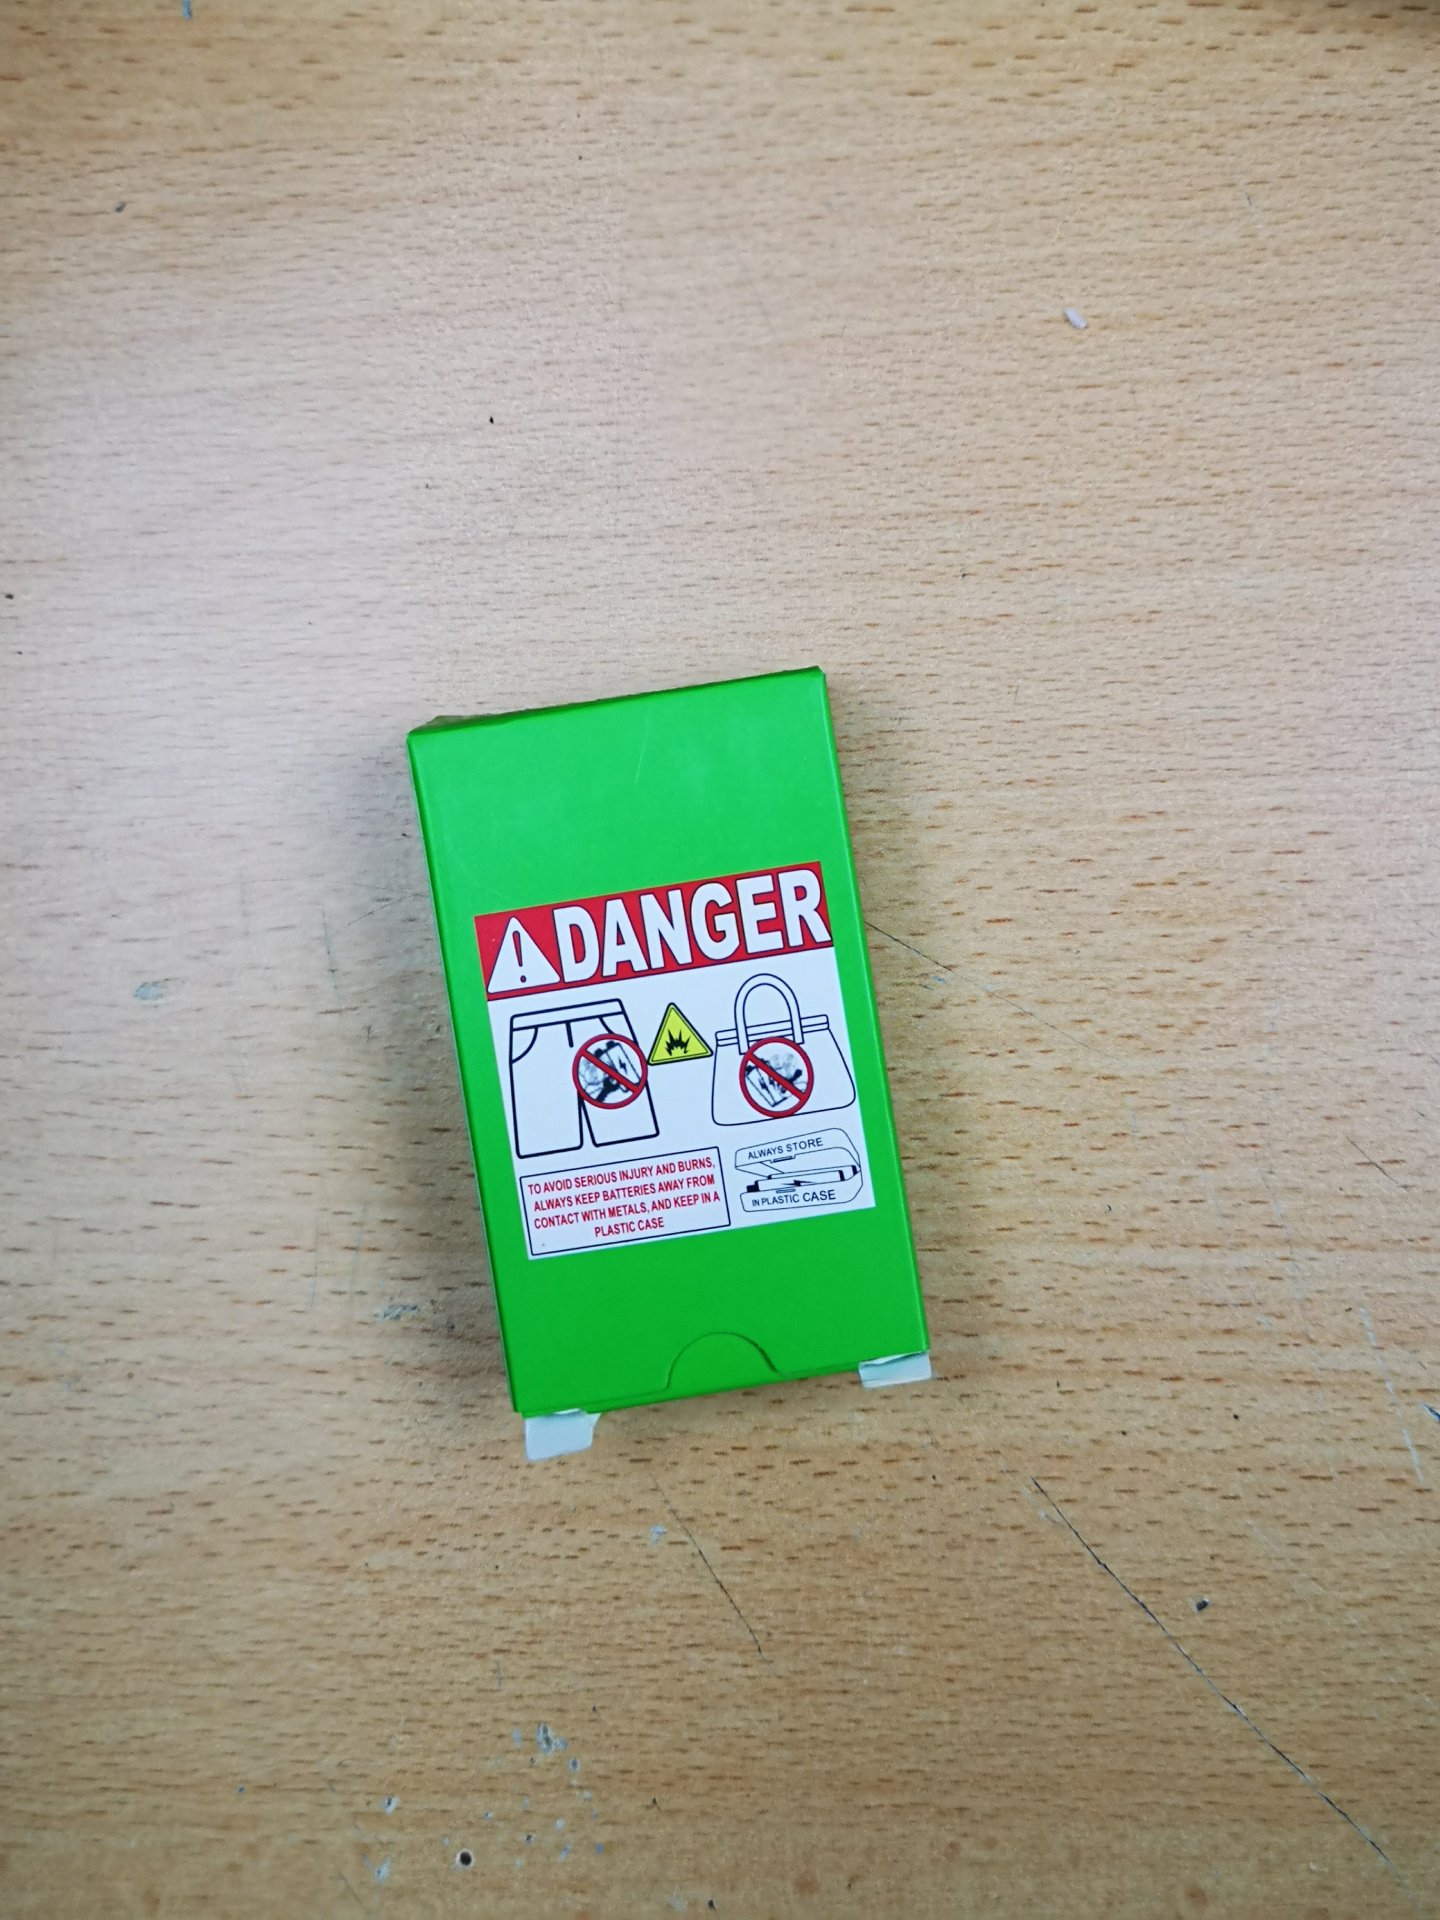 DANGER
TO AVOID SERIOUS INJURY AND BURNS,
ALWAYS KEEP BATTERIES AWAY FROM
CONTACT WITH METALS, AND KEEP IN A
PLASTIC CASE
ALWAYS STORE
IN PLASTIC CASE